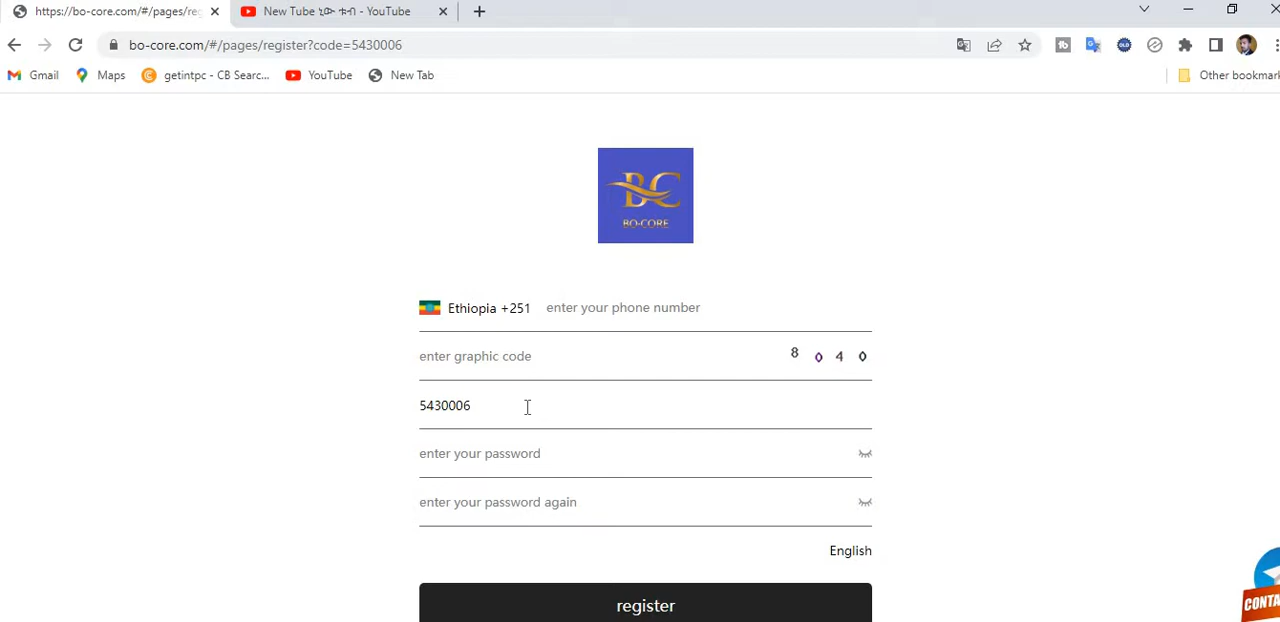 https://bo-core.com/#/pages/reg
New Tube ኒው ቱብ - YouTube
bo-core.com/#/pages/register?code=5430006
Gmail
Maps
getintpc - CB Searc...
YouTube
New Tab
Other bookmark
BC
BO-CORE
Ethiopia +251 enter your phone number
enter graphic code 8 0 4 0
5430006
enter your password
enter your password again
English
register
CONTA